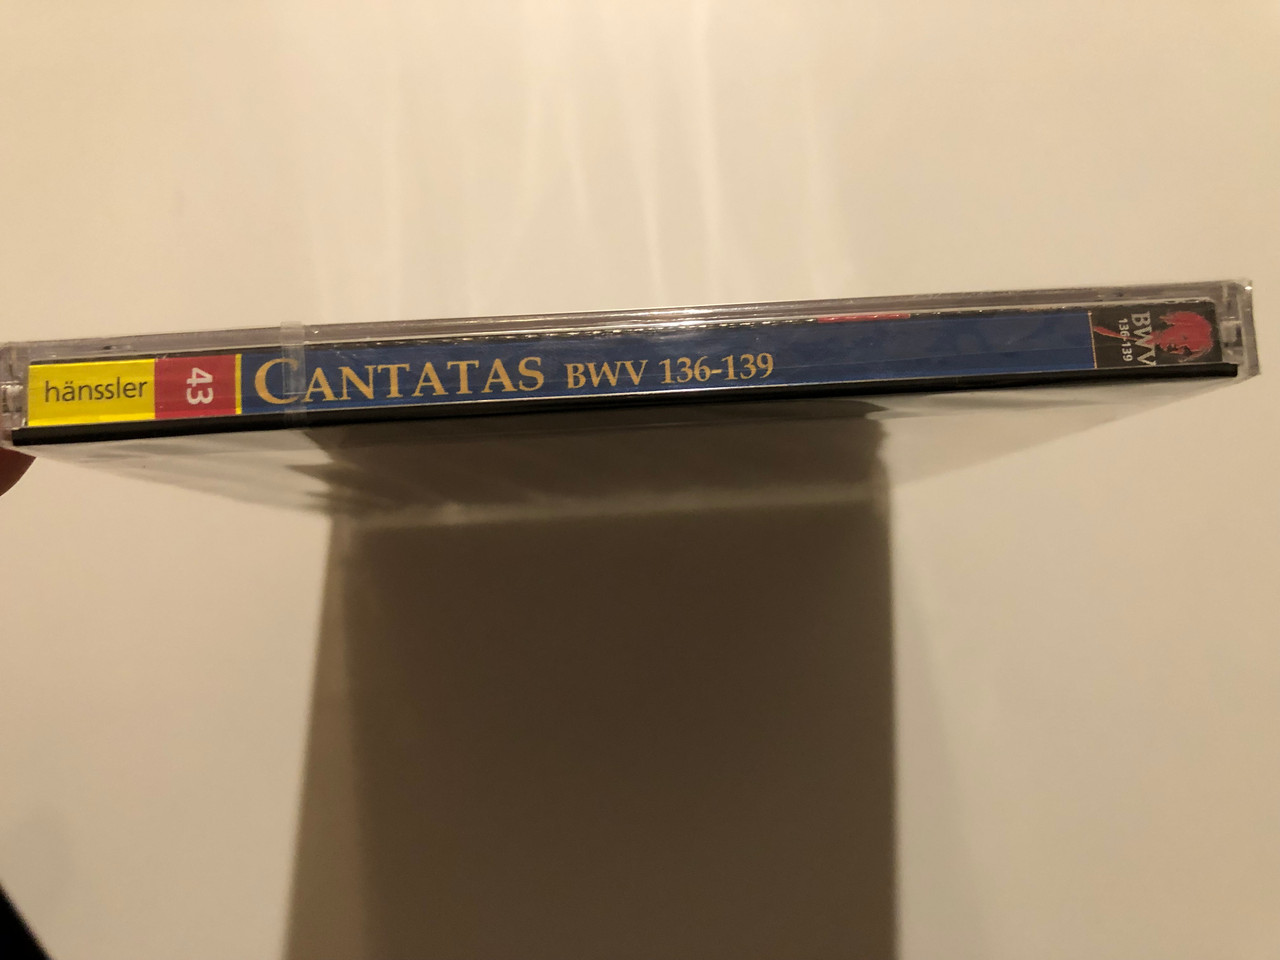 hänssler
43
CANTATAS BWV 136-139
BWV
136-139